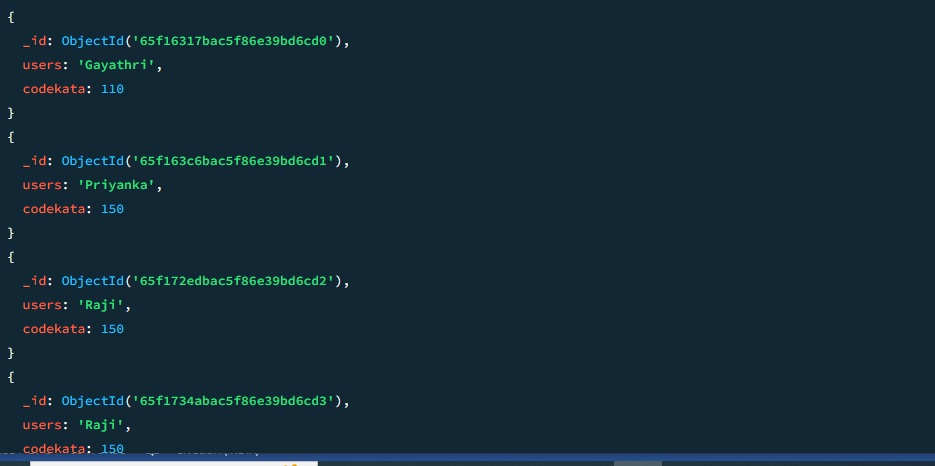 {
_id: ObjectId('65f16317bac5f86e39bd6cd0'),
users: 'Gayathri',
codekata: 110
}
{
_id: ObjectId('65f163c6bac5f86e39bd6cd1'),
users: 'Priyanka',
codekata: 150
}
{
_id: ObjectId('65f172edbac5f86e39bd6cd2'),
users: 'Raji',
codekata: 150
}
{
_id: ObjectId('65f1734abac5f86e39bd6cd3'),
users: 'Raji',
codekata: 150